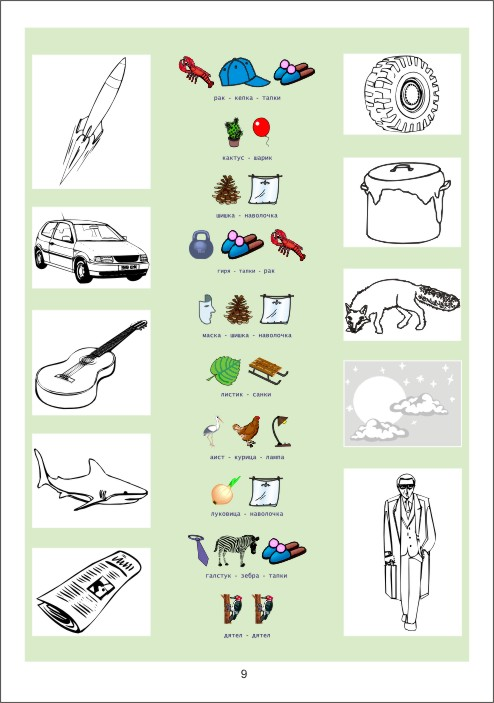 рак - кепка - тапки
кактус - шарик
шишка - наволочка
гиря - тапки - рак
маска - шишка - наволочка
листик - санки
аист - курица - лампа
луковица - наволочка
галстук - зебра - тапки
дятел - дятел
9